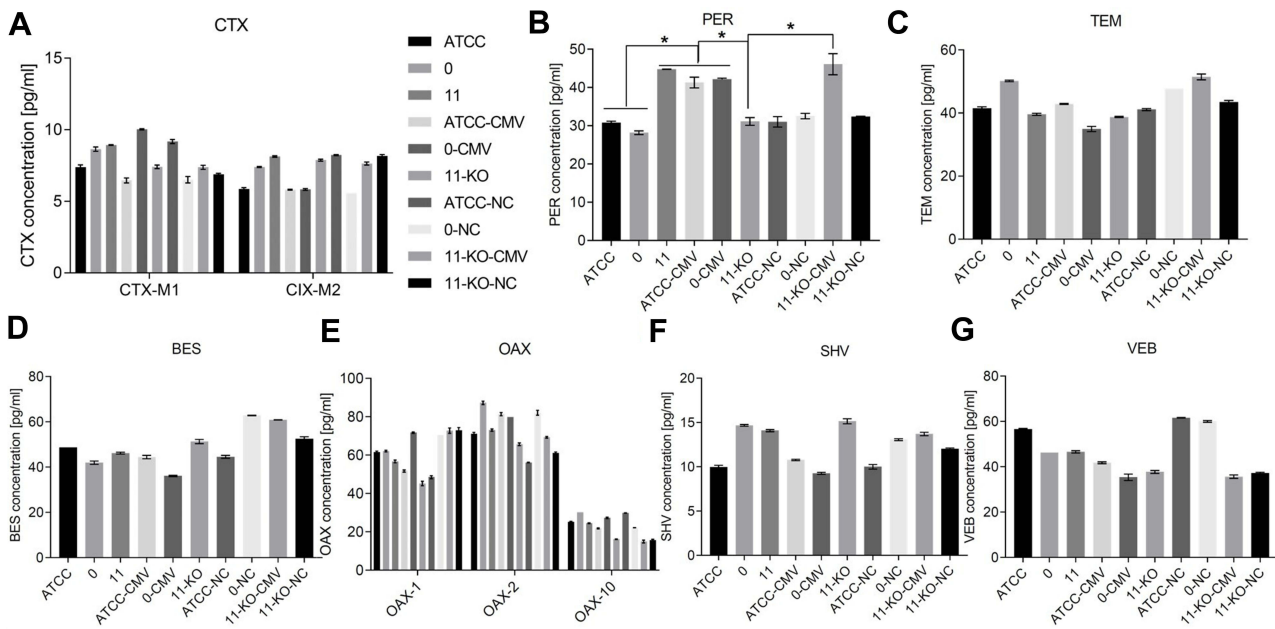 A
CTX
CTX concentration [pg/ml]
15
10
5
0
CTX-M1
CIX-M2
ATCC
0
11
ATCC-CMV
0-CMV
11-KO
ATCC-NC
0-NC
11-KO-CMV
11-KO-NC
B
PER
* * *
PER concentration [pg/ml]
50
40
30
20
10
0
ATCC
0
11
ATCC-CMV
0-CMV
11-KO
ATCC-NC
0-NC
11-KO-CMV
11-KO-NC
C
TEM
TEM concentration [pg/ml]
60
40
20
0
ATCC
0
11
ATCC-CMV
0-CMV
11-KO
ATCC-NC
0-NC
11-KO-CMV
11-KO-NC
D
BES
BES concentration [pg/ml]
80
60
40
20
0
ATCC
0
11
ATCC-CMV
0-CMV
11-KO
ATCC-NC
0-NC
11-KO-CMV
11-KO-NC
E
OAX
OAX concentration [pg/ml]
100
80
60
40
20
0
OAX-1
OAX-2
OAX-10
F
SHV
SHV concentration [pg/ml]
20
15
10
5
0
ATCC
0
11
ATCC-CMV
0-CMV
11-KO
ATCC-NC
0-NC
11-KO-CMV
11-KO-NC
G
VEB
VEB concentration [pg/ml]
80
60
40
20
0
ATCC
0
11
ATCC-CMV
0-CMV
11-KO
ATCC-NC
0-NC
11-KO-CMV
11-KO-NC